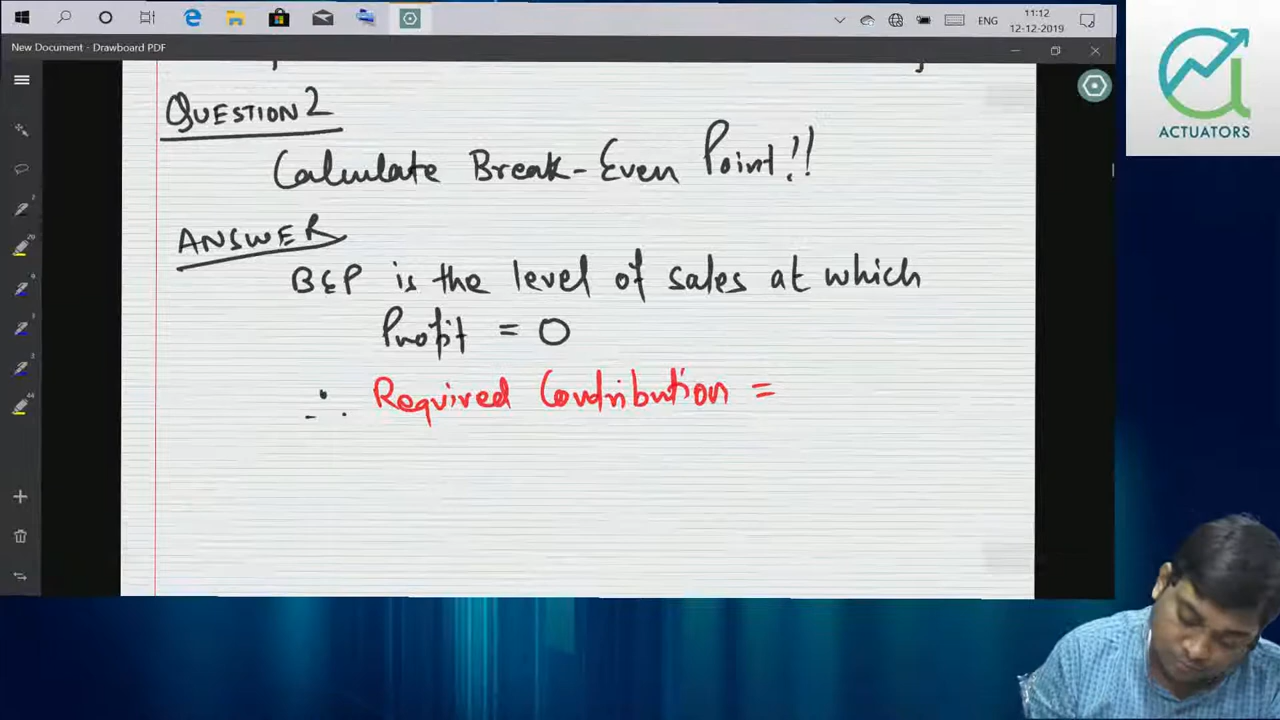 ENG
11:12
12-12-2019
New Document - Drawboard PDF
ACTUATORS
QUESTION 2
Calculate Break-Even Point!!
ANSWER
BEP is the level of sales at which
Profit = 0
∴ Required Contribution =